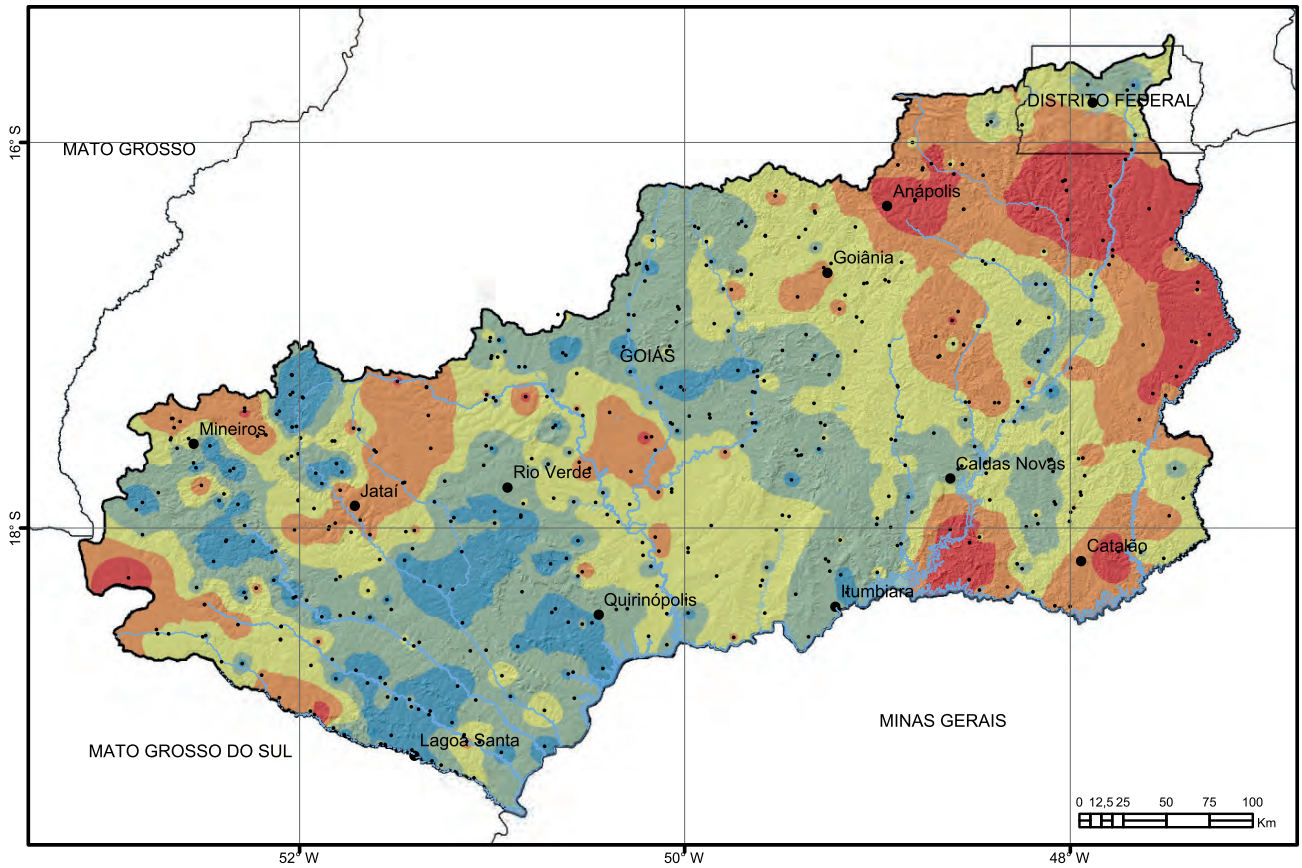 DISTRITO FEDERAL
MATO GROSSO
16° S
Anápolis
Goiânia
GOIÁS
Mineiros
Caldas Novas
Rio Verde
Jataí
18° S
Catalão
Itumbiara
Quirinópolis
MINAS GERAIS
Lagoa Santa
MATO GROSSO DO SUL
0 12,5 25 50 75 100
Km
52° W 50° W 48° W